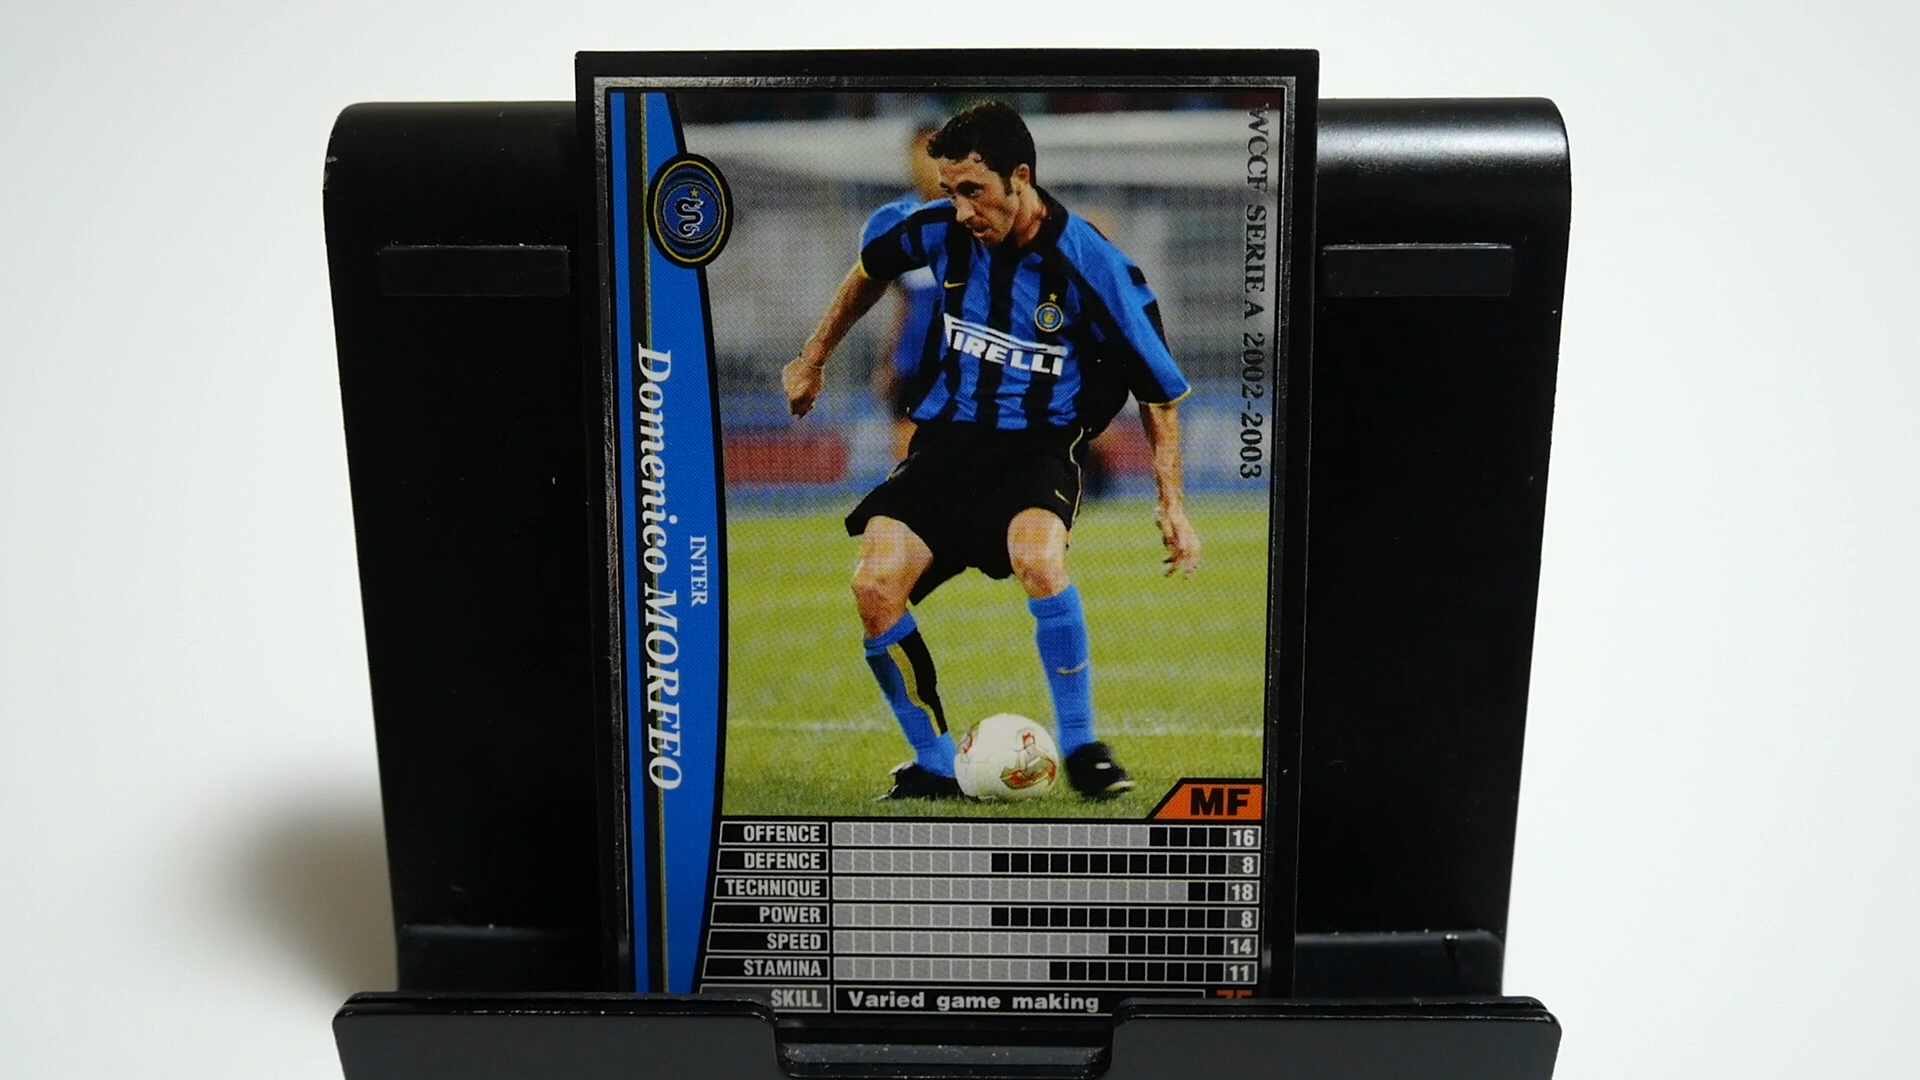 WCCF SERIE A 2002-2003
INTER
Domenico MORFEO
PIRELLI
MF
OFFENCE 16
DEFENCE 8
TECHNIQUE 18
POWER 8
SPEED 14
STAMINA 11
SKILL Varied game making